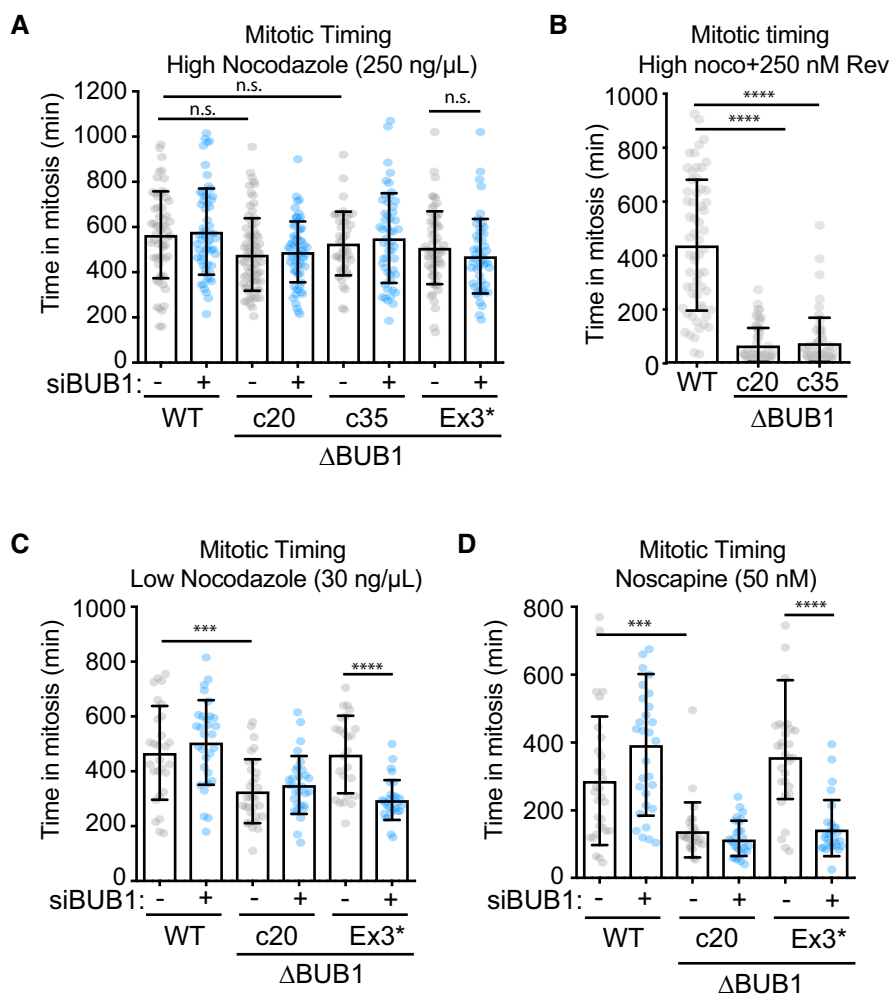 A
Mitotic Timing
High Nocodazole (250 ng/µL)
n.s.
n.s.
n.s.
Time in mitosis (min)
1200
1000
800
600
400
200
0
siBUB1: - + - + - + - +
WT c20 c35 Ex3*
ΔBUB1
B
Mitotic timing
High noco+250 nM Rev
****
****
Time in mitosis (min)
1000
800
600
400
200
0
WT c20 c35
ΔBUB1
C
Mitotic Timing
Low Nocodazole (30 ng/µL)
***
****
Time in mitosis (min)
1000
800
600
400
200
0
siBUB1: - + - + - +
WT c20 Ex3*
ΔBUB1
D
Mitotic Timing
Noscapine (50 nM)
***
****
Time in mitosis (min)
800
600
400
200
0
siBUB1: - + - + - +
WT c20 Ex3*
ΔBUB1